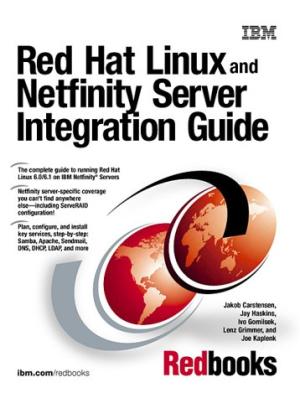 IBM
Red Hat Linux and
Netfinity Server
Integration Guide
The complete guide to running Red Hat
Linux 6.0/6.1 on IBM Netfinity® Servers
Netfinity server-specific coverage
you can't find anywhere
else—including ServeRAID
configuration!
Plan, configure, and install
key services, step-by-step:
Samba, Apache, Sendmail,
DNS, DHCP, LDAP, and more
Jakob Carstensen,
Jay Haskins,
Ivo Gomilsek,
Lenz Grimmer, and
Joe Kaplenk
ibm.com/redbooks
Redbooks